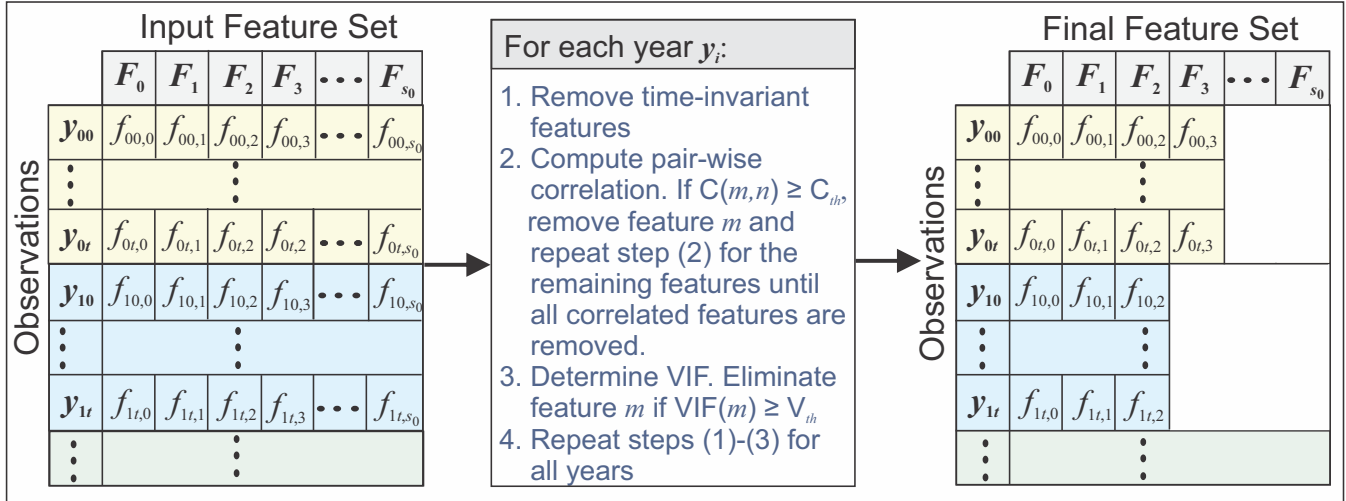 Input Feature Set
F₀ F₁ F₂ F₃ ••• Fₛ₀
Observations
y₀₀ f₀₀,₀ f₀₀,₁ f₀₀,₂ f₀₀,₃ ••• f₀₀,ₛ₀
y₀ₜ f₀ₜ,₀ f₀ₜ,₁ f₀ₜ,₂ f₀ₜ,₂ ••• f₀ₜ,ₛ₀
y₁₀ f₁₀,₀ f₁₀,₁ f₁₀,₂ f₁₀,₃ ••• f₁₀,ₛ₀
y₁ₜ f₁ₜ,₀ f₁ₜ,₁ f₁ₜ,₂ f₁ₜ,₃ ••• f₁ₜ,ₛ₀
For each year yᵢ:
1. Remove time-invariant
features
2. Compute pair-wise
correlation. If C(m,n) ≥ Cₜₕ,
remove feature m and
repeat step (2) for the
remaining features until
all correlated features are
removed.
3. Determine VIF. Eliminate
feature m if VIF(m) ≥ Vₜₕ
4. Repeat steps (1)-(3) for
all years
Final Feature Set
F₀ F₁ F₂ F₃ ••• Fₛ₀
Observations
y₀₀ f₀₀,₀ f₀₀,₁ f₀₀,₂ f₀₀,₃
y₀ₜ f₀ₜ,₀ f₀ₜ,₁ f₀ₜ,₂ f₀ₜ,₃
y₁₀ f₁₀,₀ f₁₀,₁ f₁₀,₂
y₁ₜ f₁ₜ,₀ f₁ₜ,₁ f₁ₜ,₂